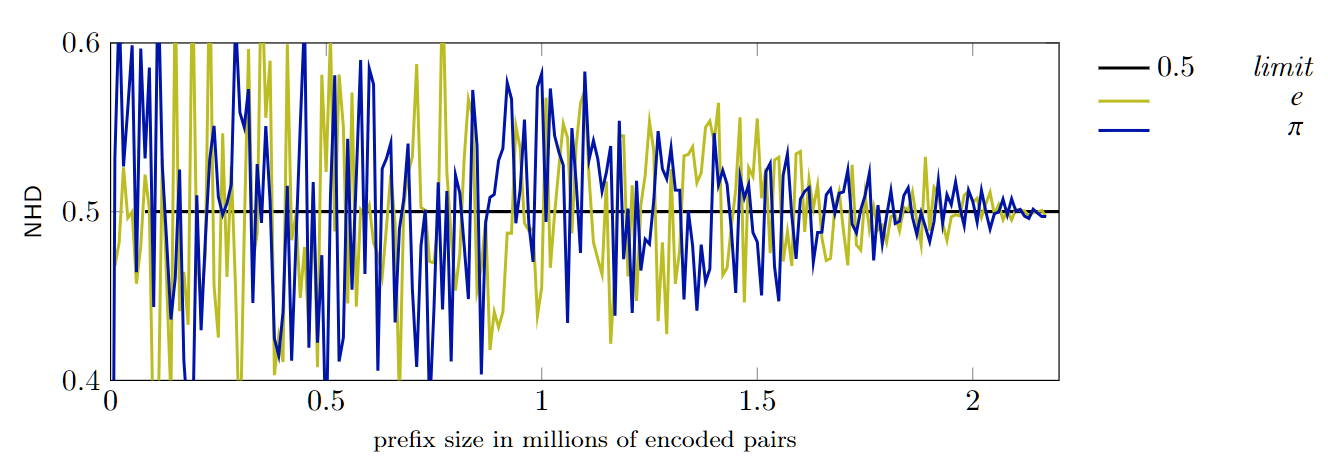 0.6
0.5
0.4
NHD
0
0.5
1
1.5
2
prefix size in millions of encoded pairs
0.5 limit
e
π